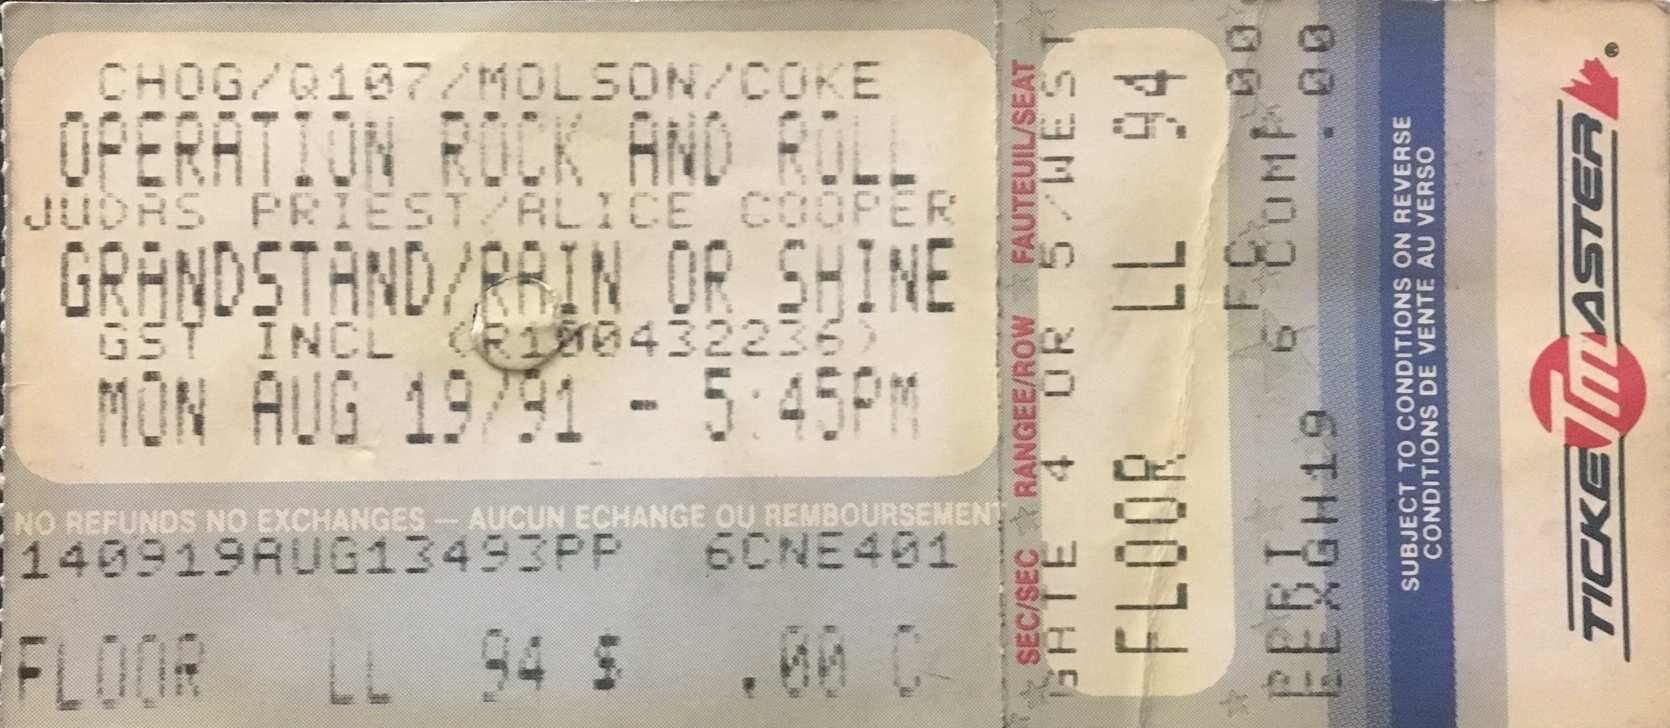 CHOG/Q107/MOLSON/COKE
OPERATION ROCK AND ROLL
JUDAS PRIEST/ALICE COOPER
GRANDSTAND/RAIN OR SHINE
GST INCL (R100432236)
MON AUG 19/91 - 5:45PM
NO REFUNDS NO EXCHANGES — AUCUN ECHANGE OU REMBOURSEMENT
140919AUG13493PP 6CNE401
FLOOR LL 94 $ .00 C
SEC/SEC RANGEE/ROW FAUTEUIL/SEAT
GATE 4 OR 5/WEST
FLOOR LL 94
FC .00
PRI 6 COMP
EXGH19 .00
SUBJECT TO CONDITIONS ON REVERSE
CONDITIONS DE VENTE AU VERSO
TICKETMASTER®